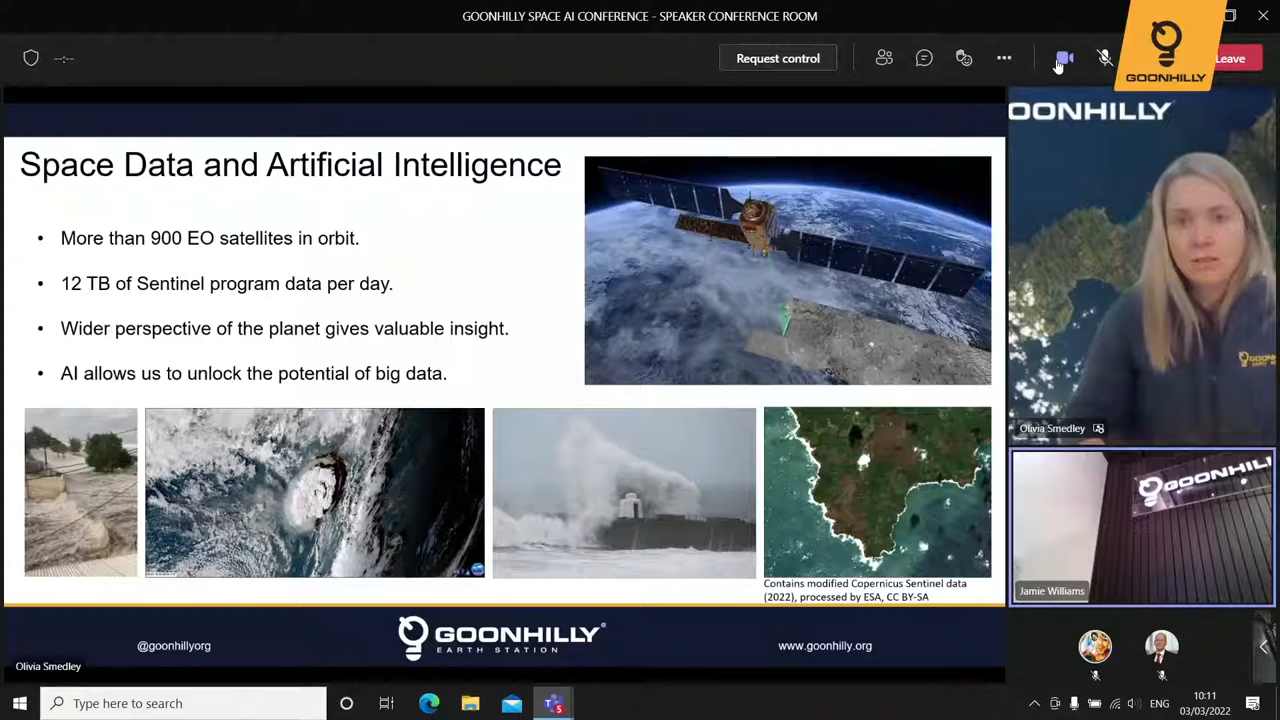 GOONHILLY SPACE AI CONFERENCE - SPEAKER CONFERENCE ROOM
--:--
Request control
Leave
GOONHILLY
OONHILLY
Space Data and Artificial Intelligence
• More than 900 EO satellites in orbit.
• 12 TB of Sentinel program data per day.
• Wider perspective of the planet gives valuable insight.
• AI allows us to unlock the potential of big data.
Contains modified Copernicus Sentinel data
(2022), processed by ESA, CC BY-SA
Olivia Smedley
GOONHILL
Jamie Williams
@goonhillyorg
GOONHILLY®
EARTH STATION
www.goonhilly.org
Olivia Smedley
Type here to search
ENG
10:11
03/03/2022